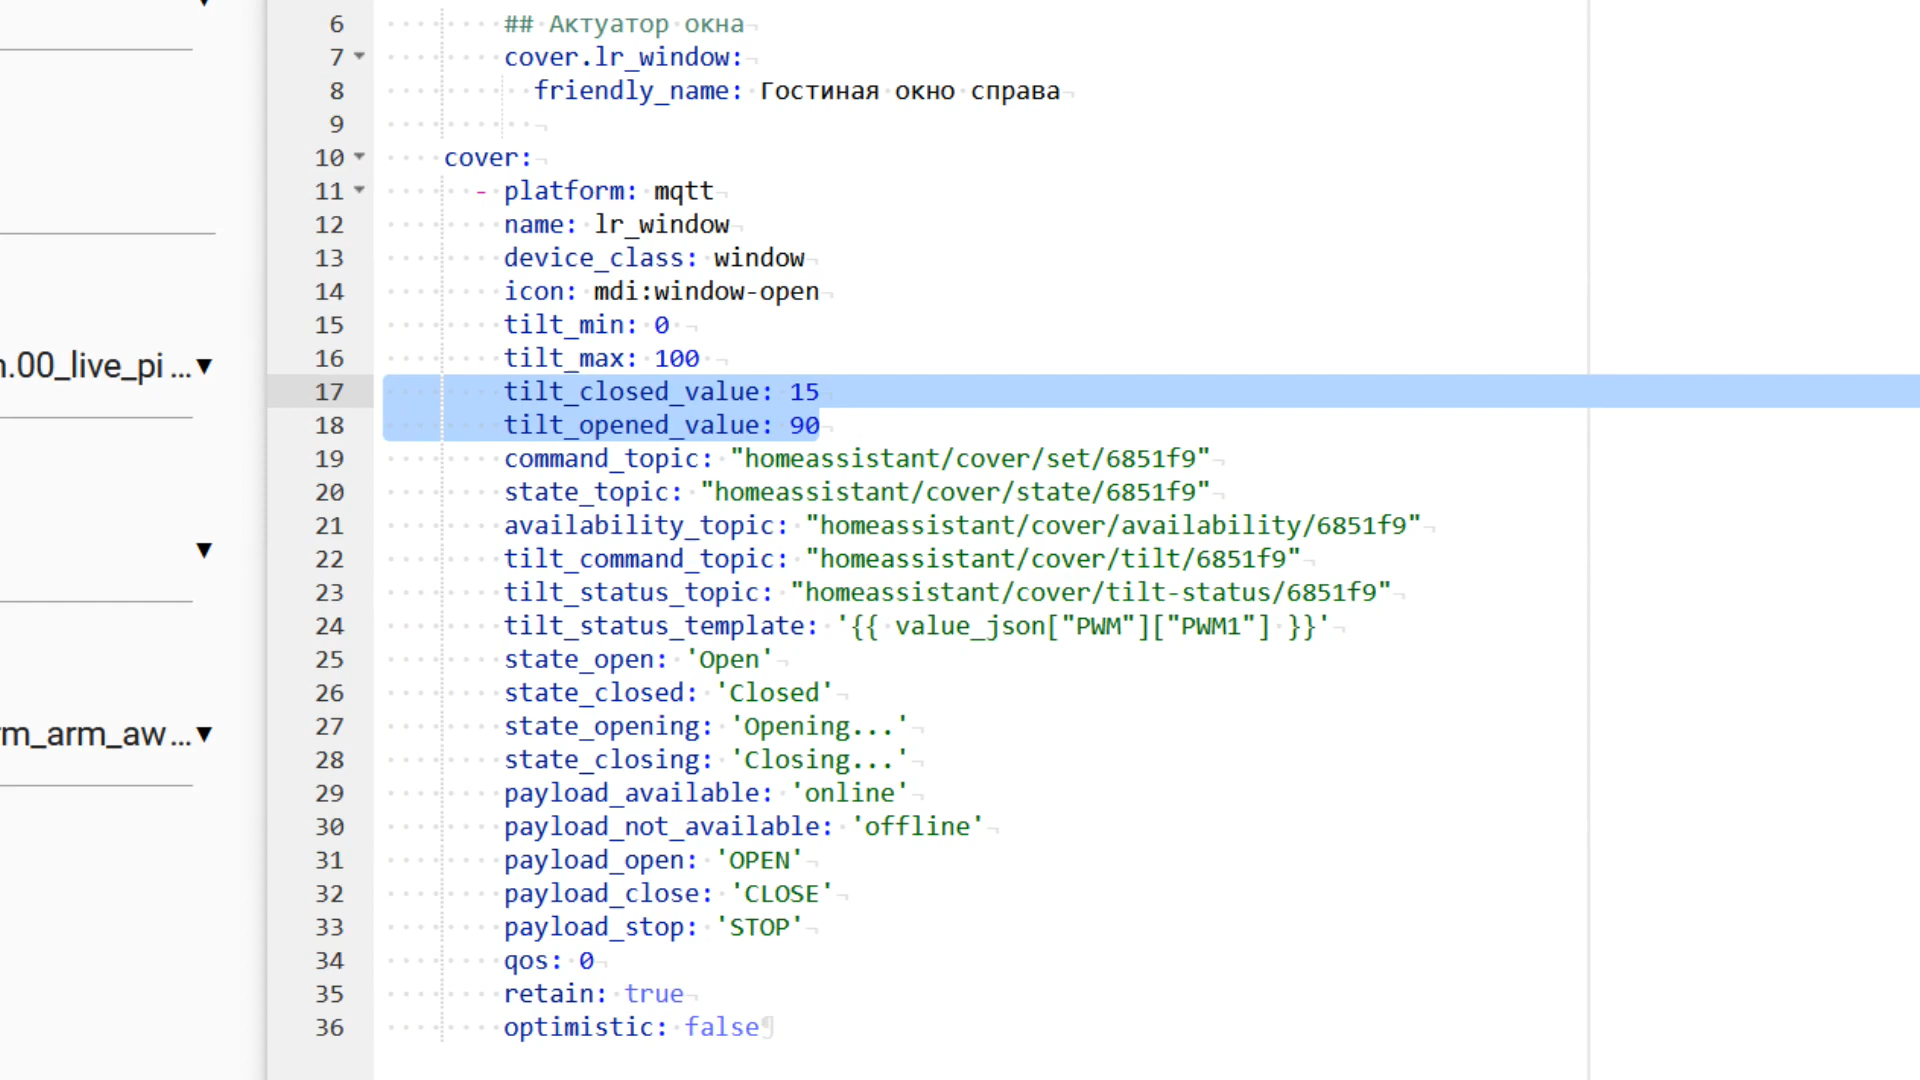 6 ## Актуатор окна
7 cover.lr_window:
8 friendly_name: Гостиная окно справа
9
10 cover:
11 - platform: mqtt
12 name: lr_window
13 device_class: window
14 icon: mdi:window-open
15 tilt_min: 0
16 tilt_max: 100
17 tilt_closed_value: 15
18 tilt_opened_value: 90
19 command_topic: "homeassistant/cover/set/6851f9"
20 state_topic: "homeassistant/cover/state/6851f9"
21 availability_topic: "homeassistant/cover/availability/6851f9"
22 tilt_command_topic: "homeassistant/cover/tilt/6851f9"
23 tilt_status_topic: "homeassistant/cover/tilt-status/6851f9"
24 tilt_status_template: '{{ value_json["PWM"]["PWM1"] }}'
25 state_open: 'Open'
26 state_closed: 'Closed'
27 state_opening: 'Opening...'
28 state_closing: 'Closing...'
29 payload_available: 'online'
30 payload_not_available: 'offline'
31 payload_open: 'OPEN'
32 payload_close: 'CLOSE'
33 payload_stop: 'STOP'
34 qos: 0
35 retain: true
36 optimistic: false
.00_live_pi ...
m_arm_aw ...